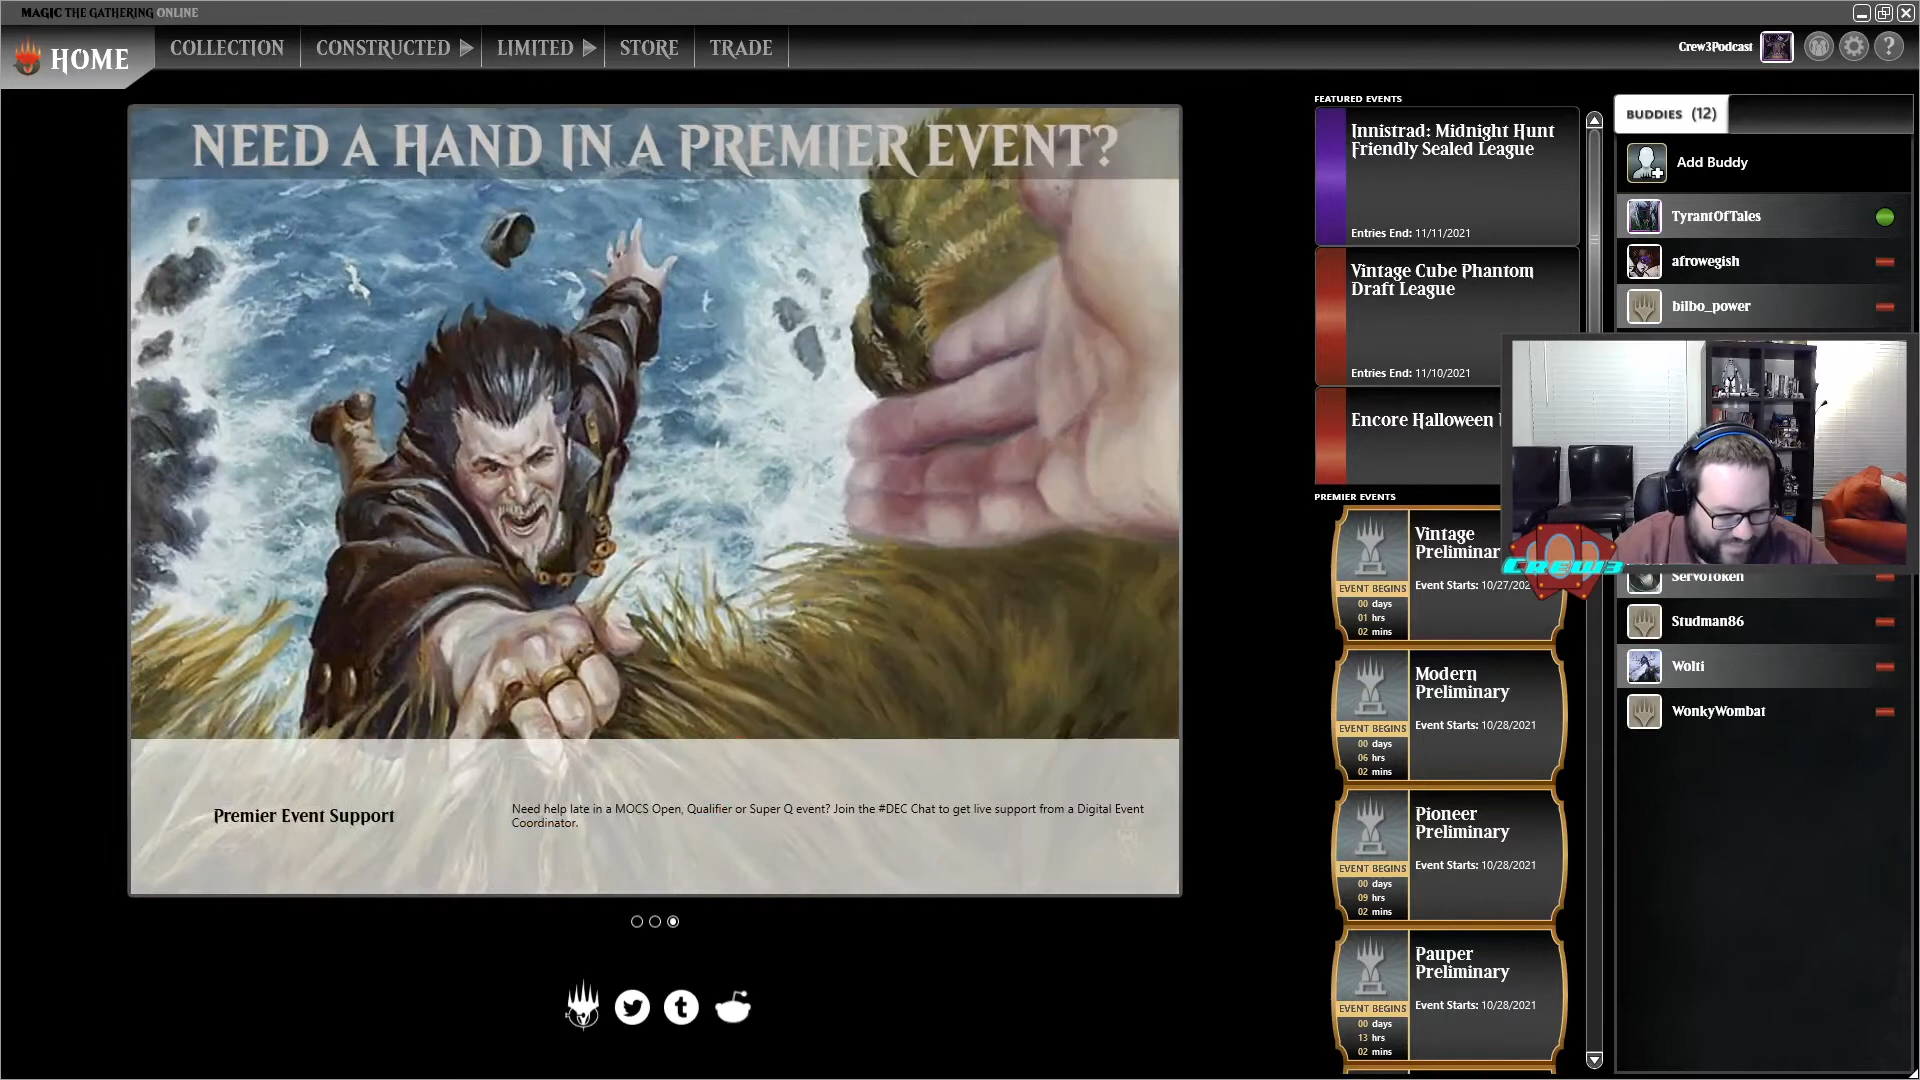 MAGIC THE GATHERING ONLINE
HOME
COLLECTION
CONSTRUCTED
LIMITED
STORE
TRADE
Crew3Podcast
?
NEED A HAND IN A PREMIER EVENT?
Premier Event Support
Need help late in a MOCS Open, Qualifier or Super Q event? Join the #DEC Chat to get live support from a Digital Event
Coordinator.
FEATURED EVENTS
Innistrad: Midnight Hunt
Friendly Sealed League
Entries End: 11/11/2021
Vintage Cube Phantom
Draft League
Entries End: 11/10/2021
Encore Halloween
PREMIER EVENTS
Vintage
Preliminar
Event Starts: 10/27/202
EVENT BEGINS
00 days
01 hrs
02 mins
Modern
Preliminary
Event Starts: 10/28/2021
EVENT BEGINS
00 days
06 hrs
02 mins
Pioneer
Preliminary
Event Starts: 10/28/2021
EVENT BEGINS
00 days
09 hrs
02 mins
Pauper
Preliminary
Event Starts: 10/28/2021
EVENT BEGINS
00 days
13 hrs
02 mins
BUDDIES (12)
Add Buddy
TyrantOfTales
afrowegish
bilbo_power
CREW3
ServoToken
Studman86
Wolti
WonkyWombat